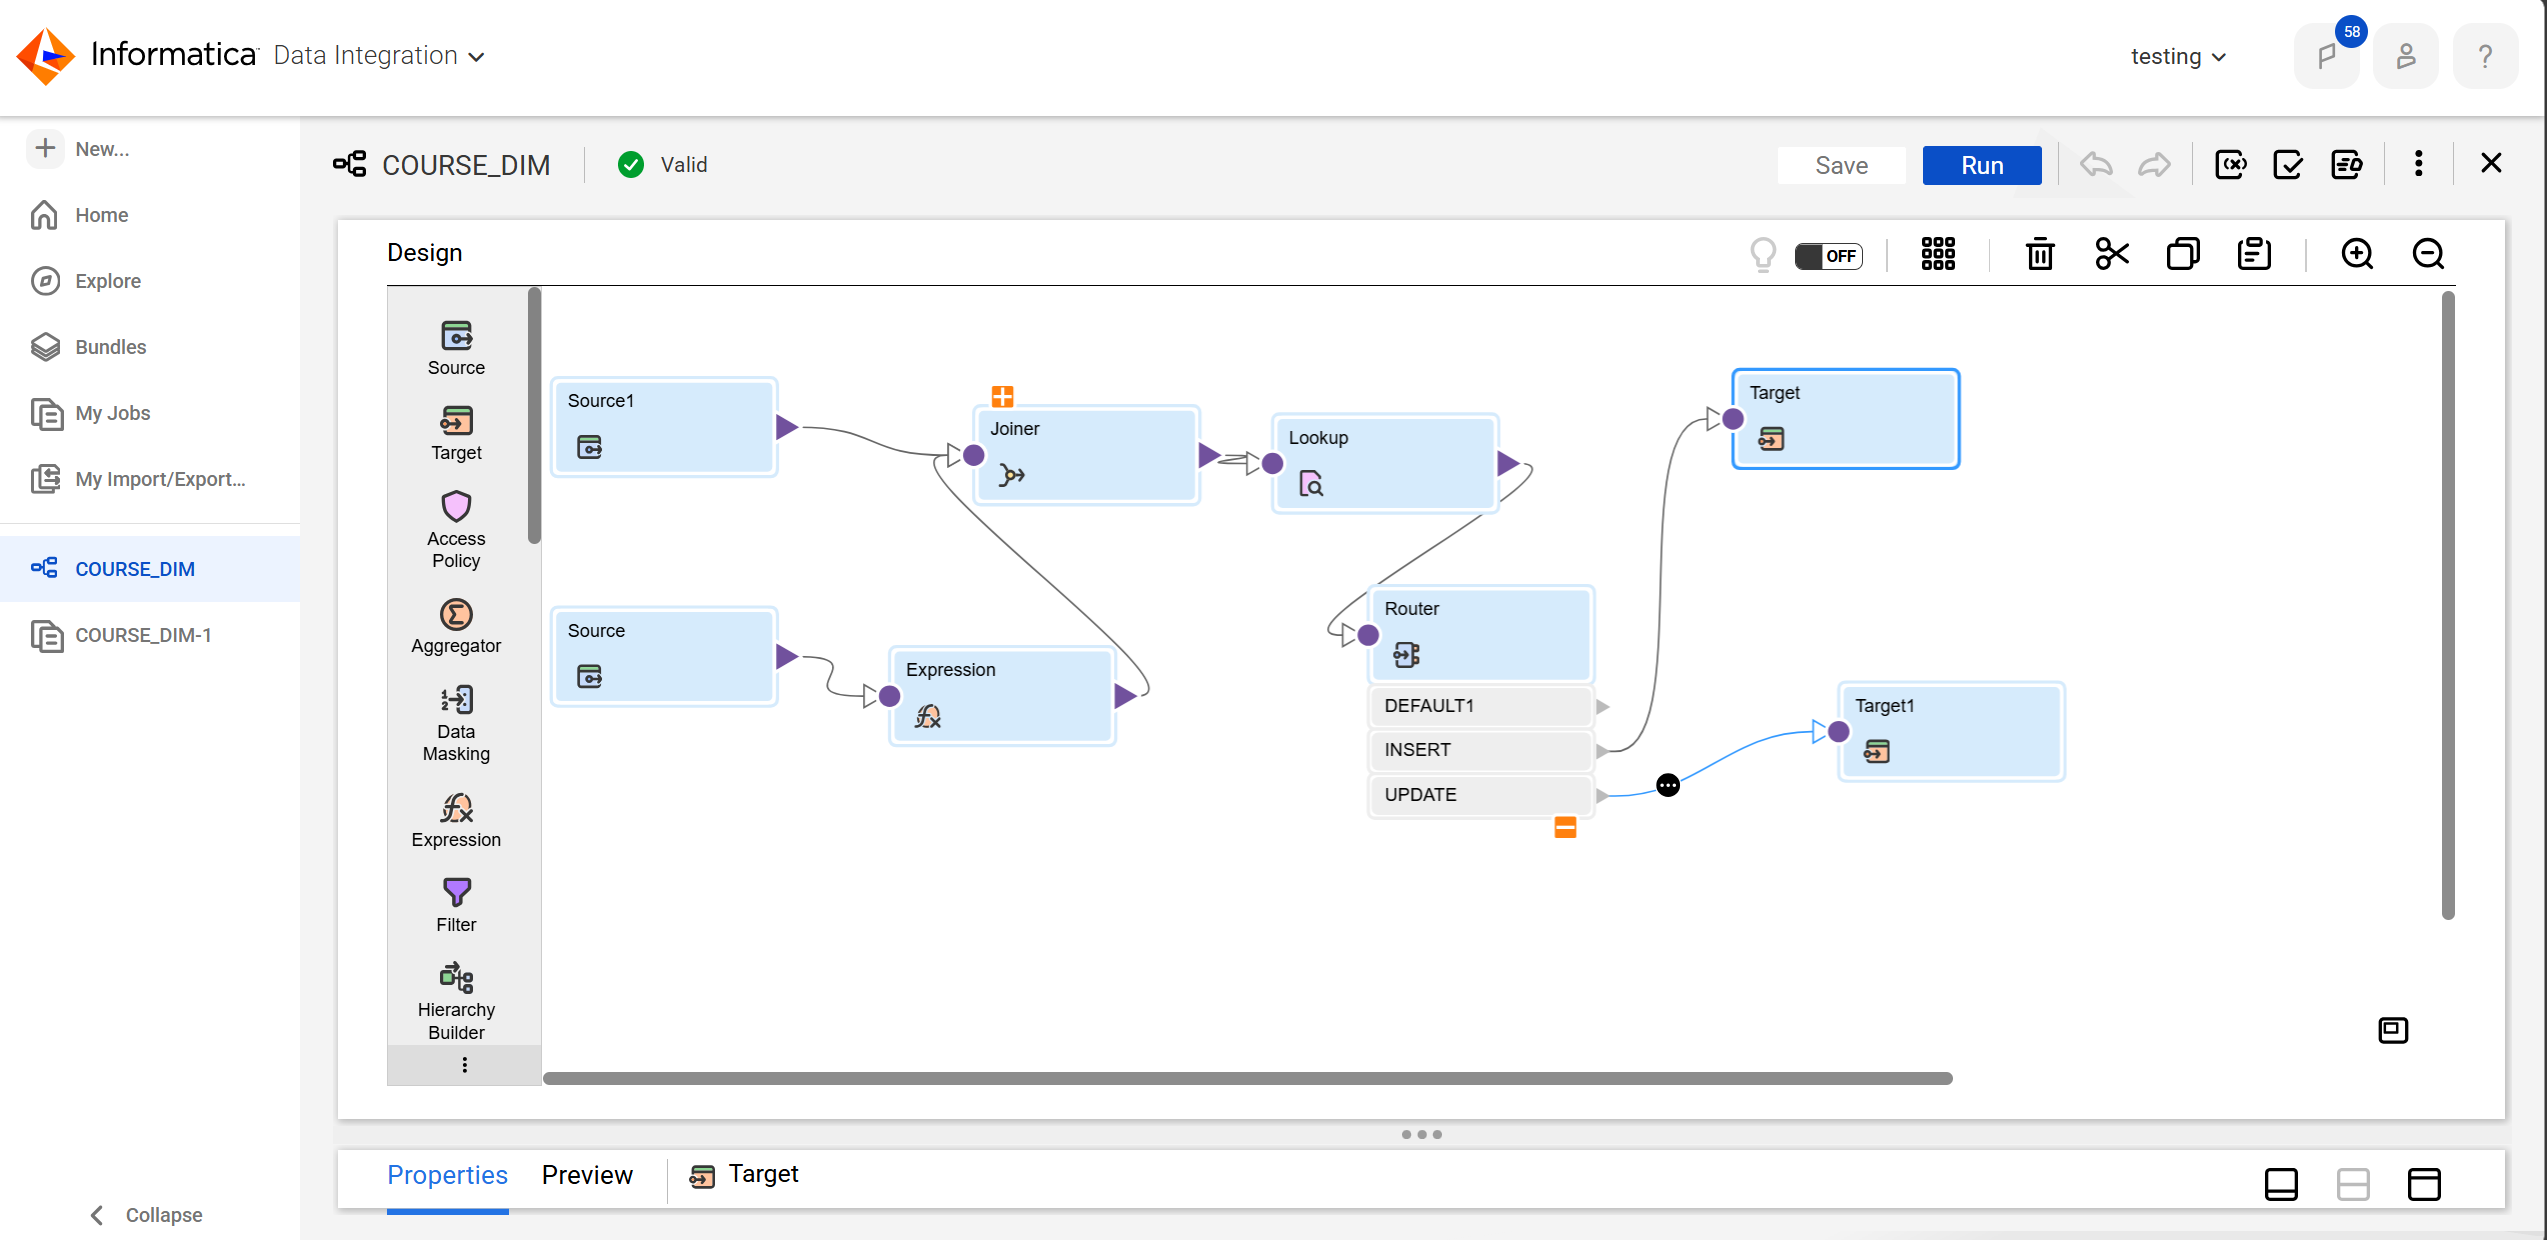 Informatica Data Integration
testing
58
?
New...
Home
Explore
Bundles
My Jobs
My Import/Export...
COURSE_DIM
COURSE_DIM-1
Collapse
COURSE_DIM
Valid
Save
Run
Design
OFF
Source
Target
Access
Policy
Aggregator
Data
Masking
Expression
Filter
Hierarchy
Builder
Source1
Joiner
Lookup
Target
Source
Expression
Router
DEFAULT1
INSERT
UPDATE
Target1
Properties
Preview
Target